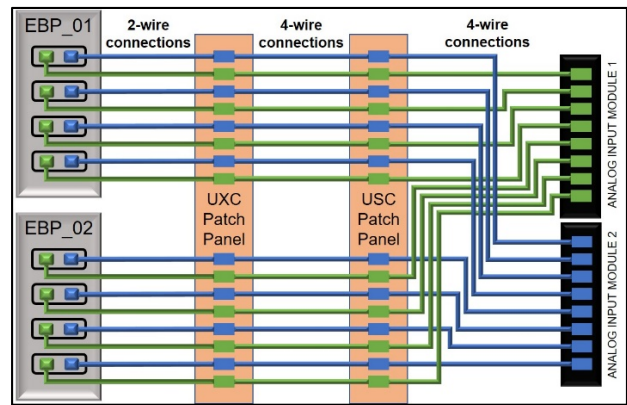 EBP_01
2-wire
connections
4-wire
connections
4-wire
connections
ANALOG INPUT MODULE 1
UXC
Patch
Panel
USC
Patch
Panel
EBP_02
ANALOG INPUT MODULE 2